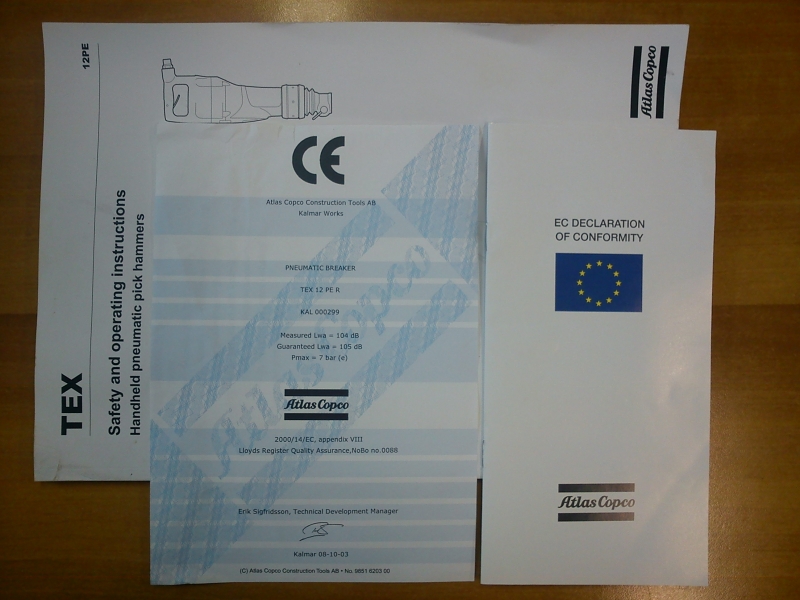 12PE
TEX
Safety and operating instructions
Handheld pneumatic pick hammers
Atlas Copco
CE
Atlas Copco Construction Tools AB
Kalmar Works
PNEUMATIC BREAKER
TEX 12 PE R
KAL 000299
Measured Lwa = 104 dB
Guaranteed Lwa = 105 dB
Pmax = 7 bar (e)
Atlas Copco
Atlas Copco
2000/14/EC, appendix VIII
Lloyds Register Quality Assurance,NoBo no.0088
Erik Sigfridsson, Technical Development Manager
Kalmar 08-10-03
(C) Atlas Copco Construction Tools AB • No. 9851 6203 00
EC DECLARATION
OF CONFORMITY
Atlas Copco